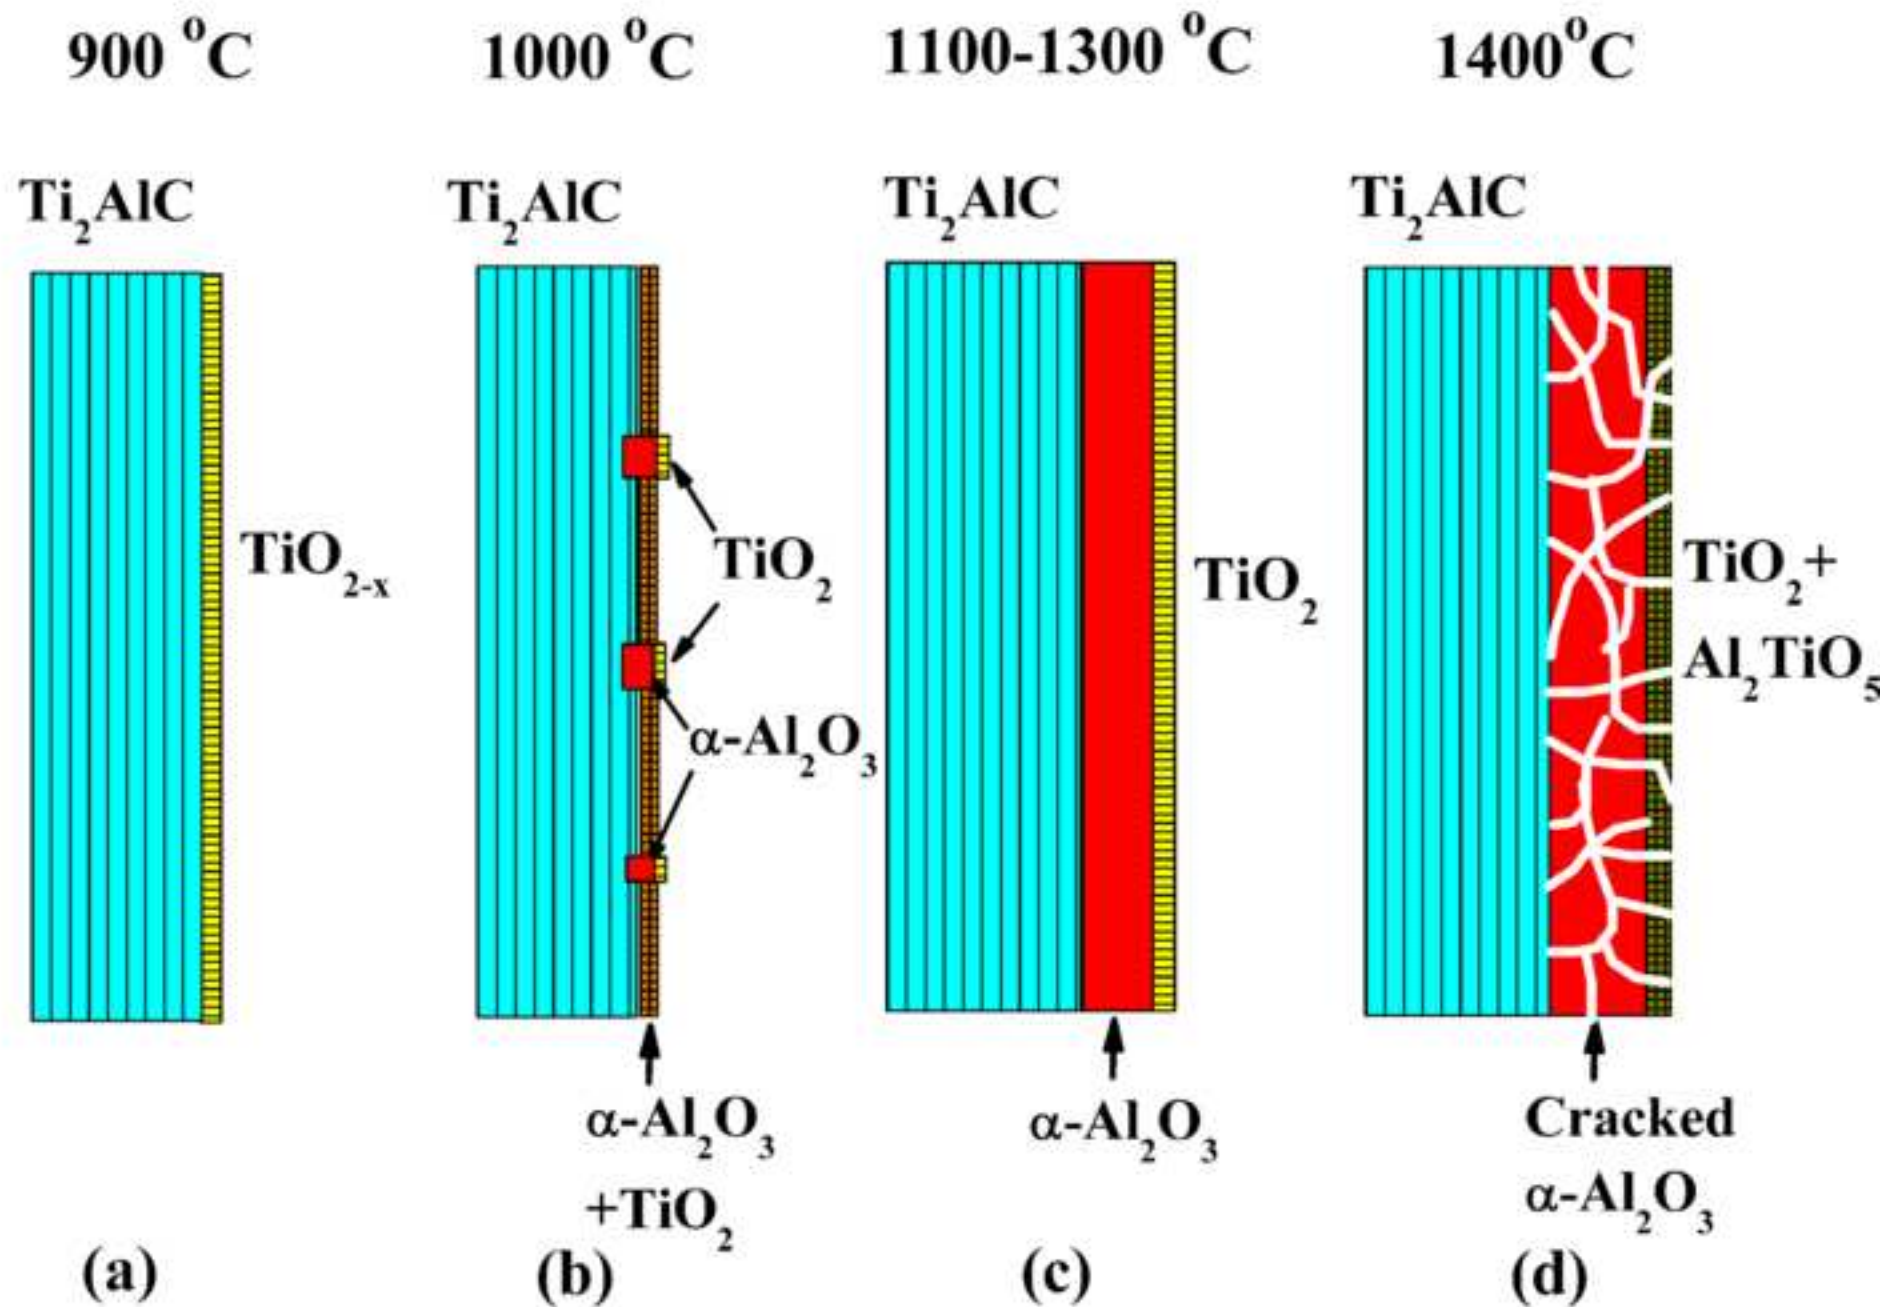 900 °C
1000 °C
1100-1300 °C
1400°C
Ti₂AlC
Ti₂AlC
Ti₂AlC
Ti₂AlC
TiO₂₋ₓ
TiO₂
α-Al₂O₃
TiO₂
TiO₂+
Al₂TiO₅
α-Al₂O₃
+TiO₂
α-Al₂O₃
Cracked
α-Al₂O₃
(a)
(b)
(c)
(d)